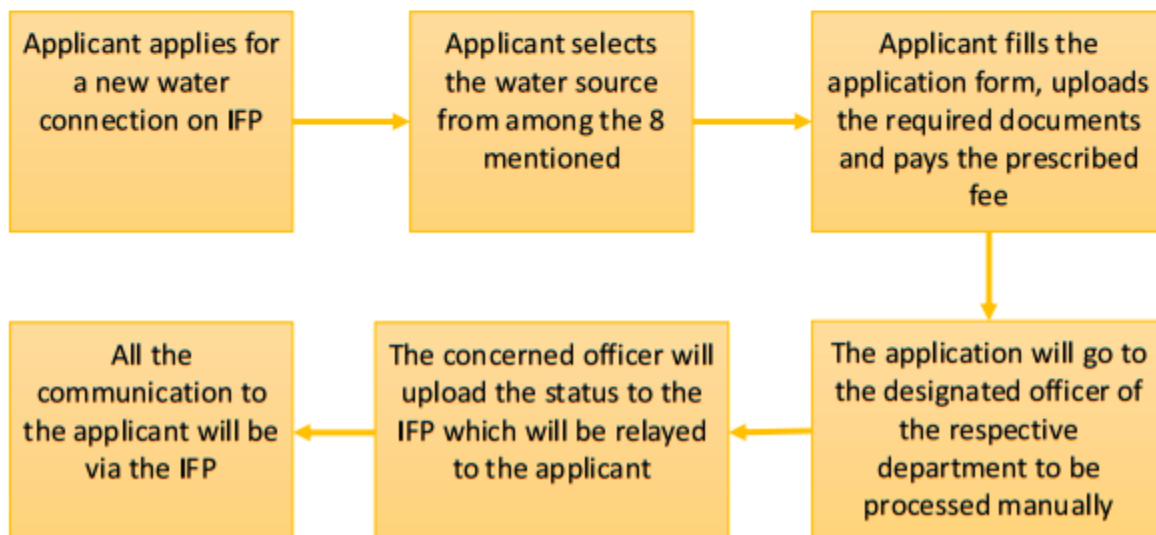 Applicant applies for
a new water
connection on IFP
Applicant selects
the water source
from among the 8
mentioned
Applicant fills the
application form, uploads
the required documents
and pays the prescribed
fee
The application will go to
the designated officer of
the respective
department to be
processed manually
The concerned officer will
upload the status to the
IFP which will be relayed
to the applicant
All the
communication to
the applicant will be
via the IFP